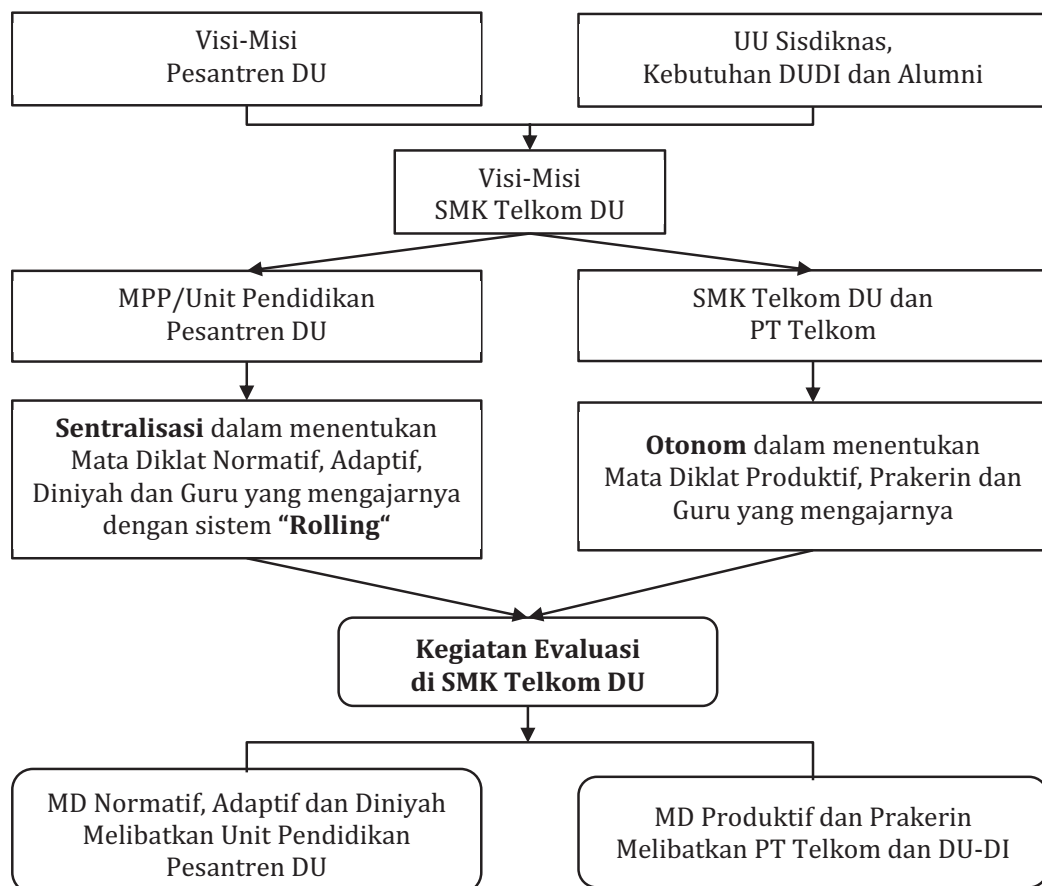 Visi-Misi
Pesantren DU
UU Sisdiknas,
Kebutuhan DUDI dan Alumni
Visi-Misi
SMK Telkom DU
MPP/Unit Pendidikan
Pesantren DU
SMK Telkom DU dan
PT Telkom
Sentralisasi dalam menentukan
Mata Diklat Normatif, Adaptif,
Diniyah dan Guru yang mengajarnya
dengan sistem “Rolling“
Otonom dalam menentukan
Mata Diklat Produktif, Prakerin dan
Guru yang mengajarnya
Kegiatan Evaluasi
di SMK Telkom DU
MD Normatif, Adaptif dan Diniyah
Melibatkan Unit Pendidikan
Pesantren DU
MD Produktif dan Prakerin
Melibatkan PT Telkom dan DU-DI